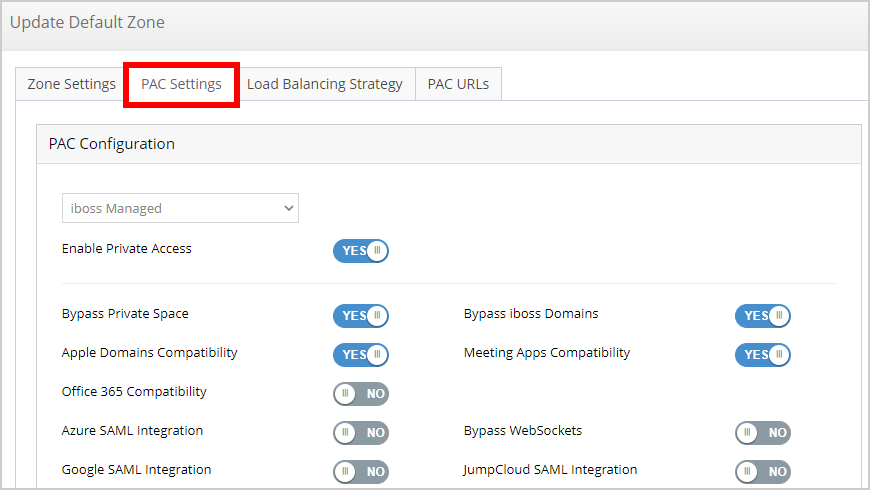 Update Default Zone
Zone Settings PAC Settings Load Balancing Strategy PAC URLs
PAC Configuration
iboss Managed
Enable Private Access YES
Bypass Private Space YES Bypass iboss Domains YES
Apple Domains Compatibility YES Meeting Apps Compatibility YES
Office 365 Compatibility NO
Azure SAML Integration NO Bypass WebSockets NO
Google SAML Integration NO JumpCloud SAML Integration NO